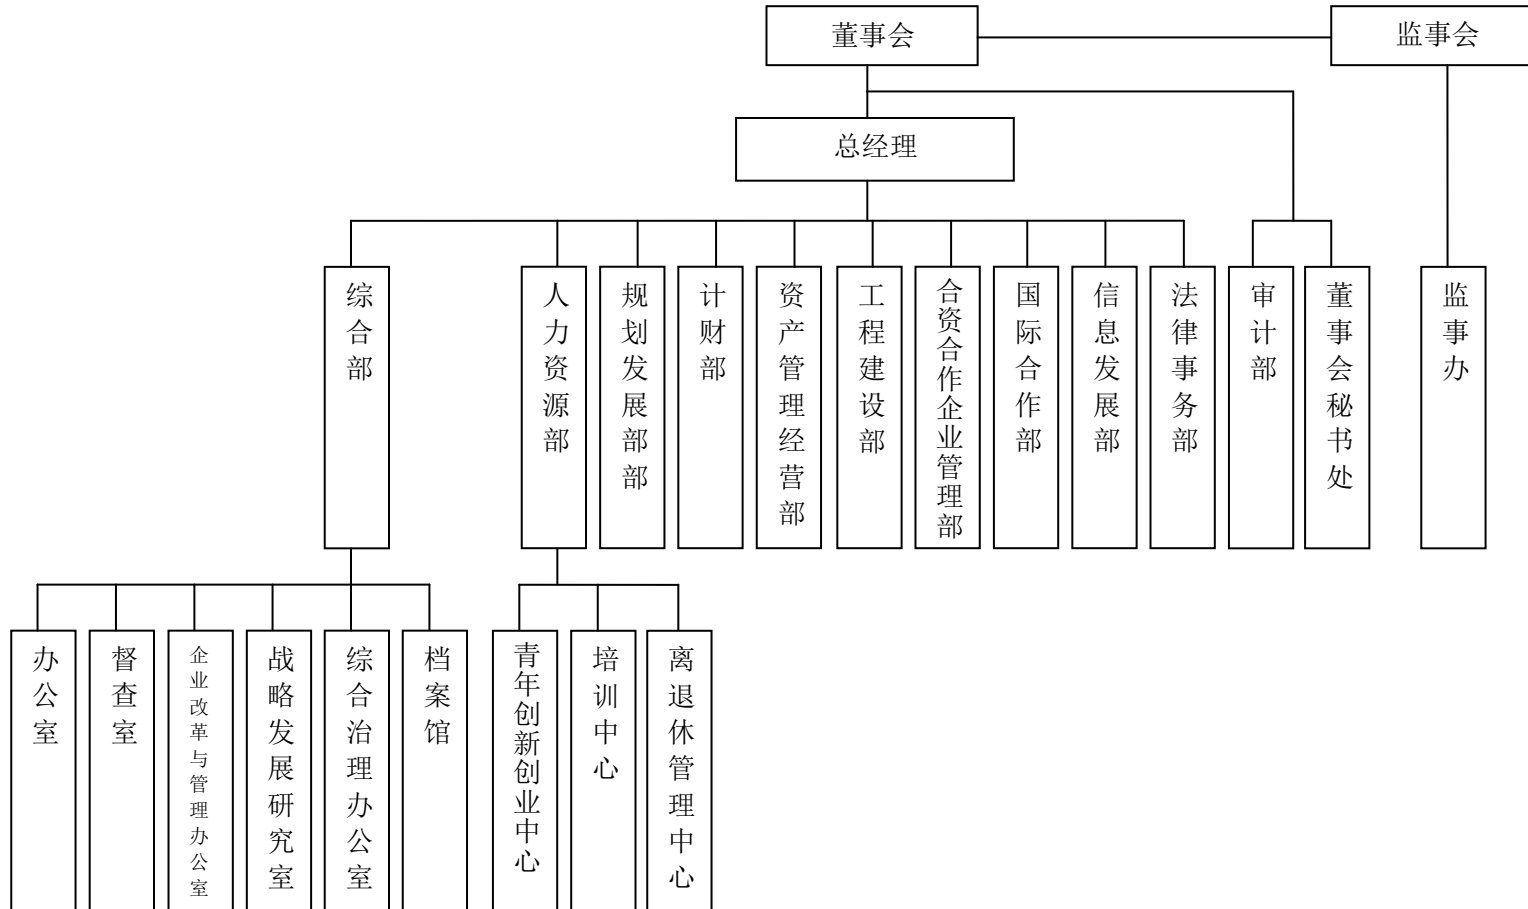 董事会
监事会
总经理
综合部
人力资源部
规划发展部部
计财部
资产管理经营部
工程建设部
合资合作企业管理部
国际合作部
信息发展部
法律事务部
审计部
董事会秘书处
监事办
办公室
督查室
企业改革与管理办公室
战略发展研究室
综合治理办公室
档案馆
青年创新创业中心
培训中心
离退休管理中心